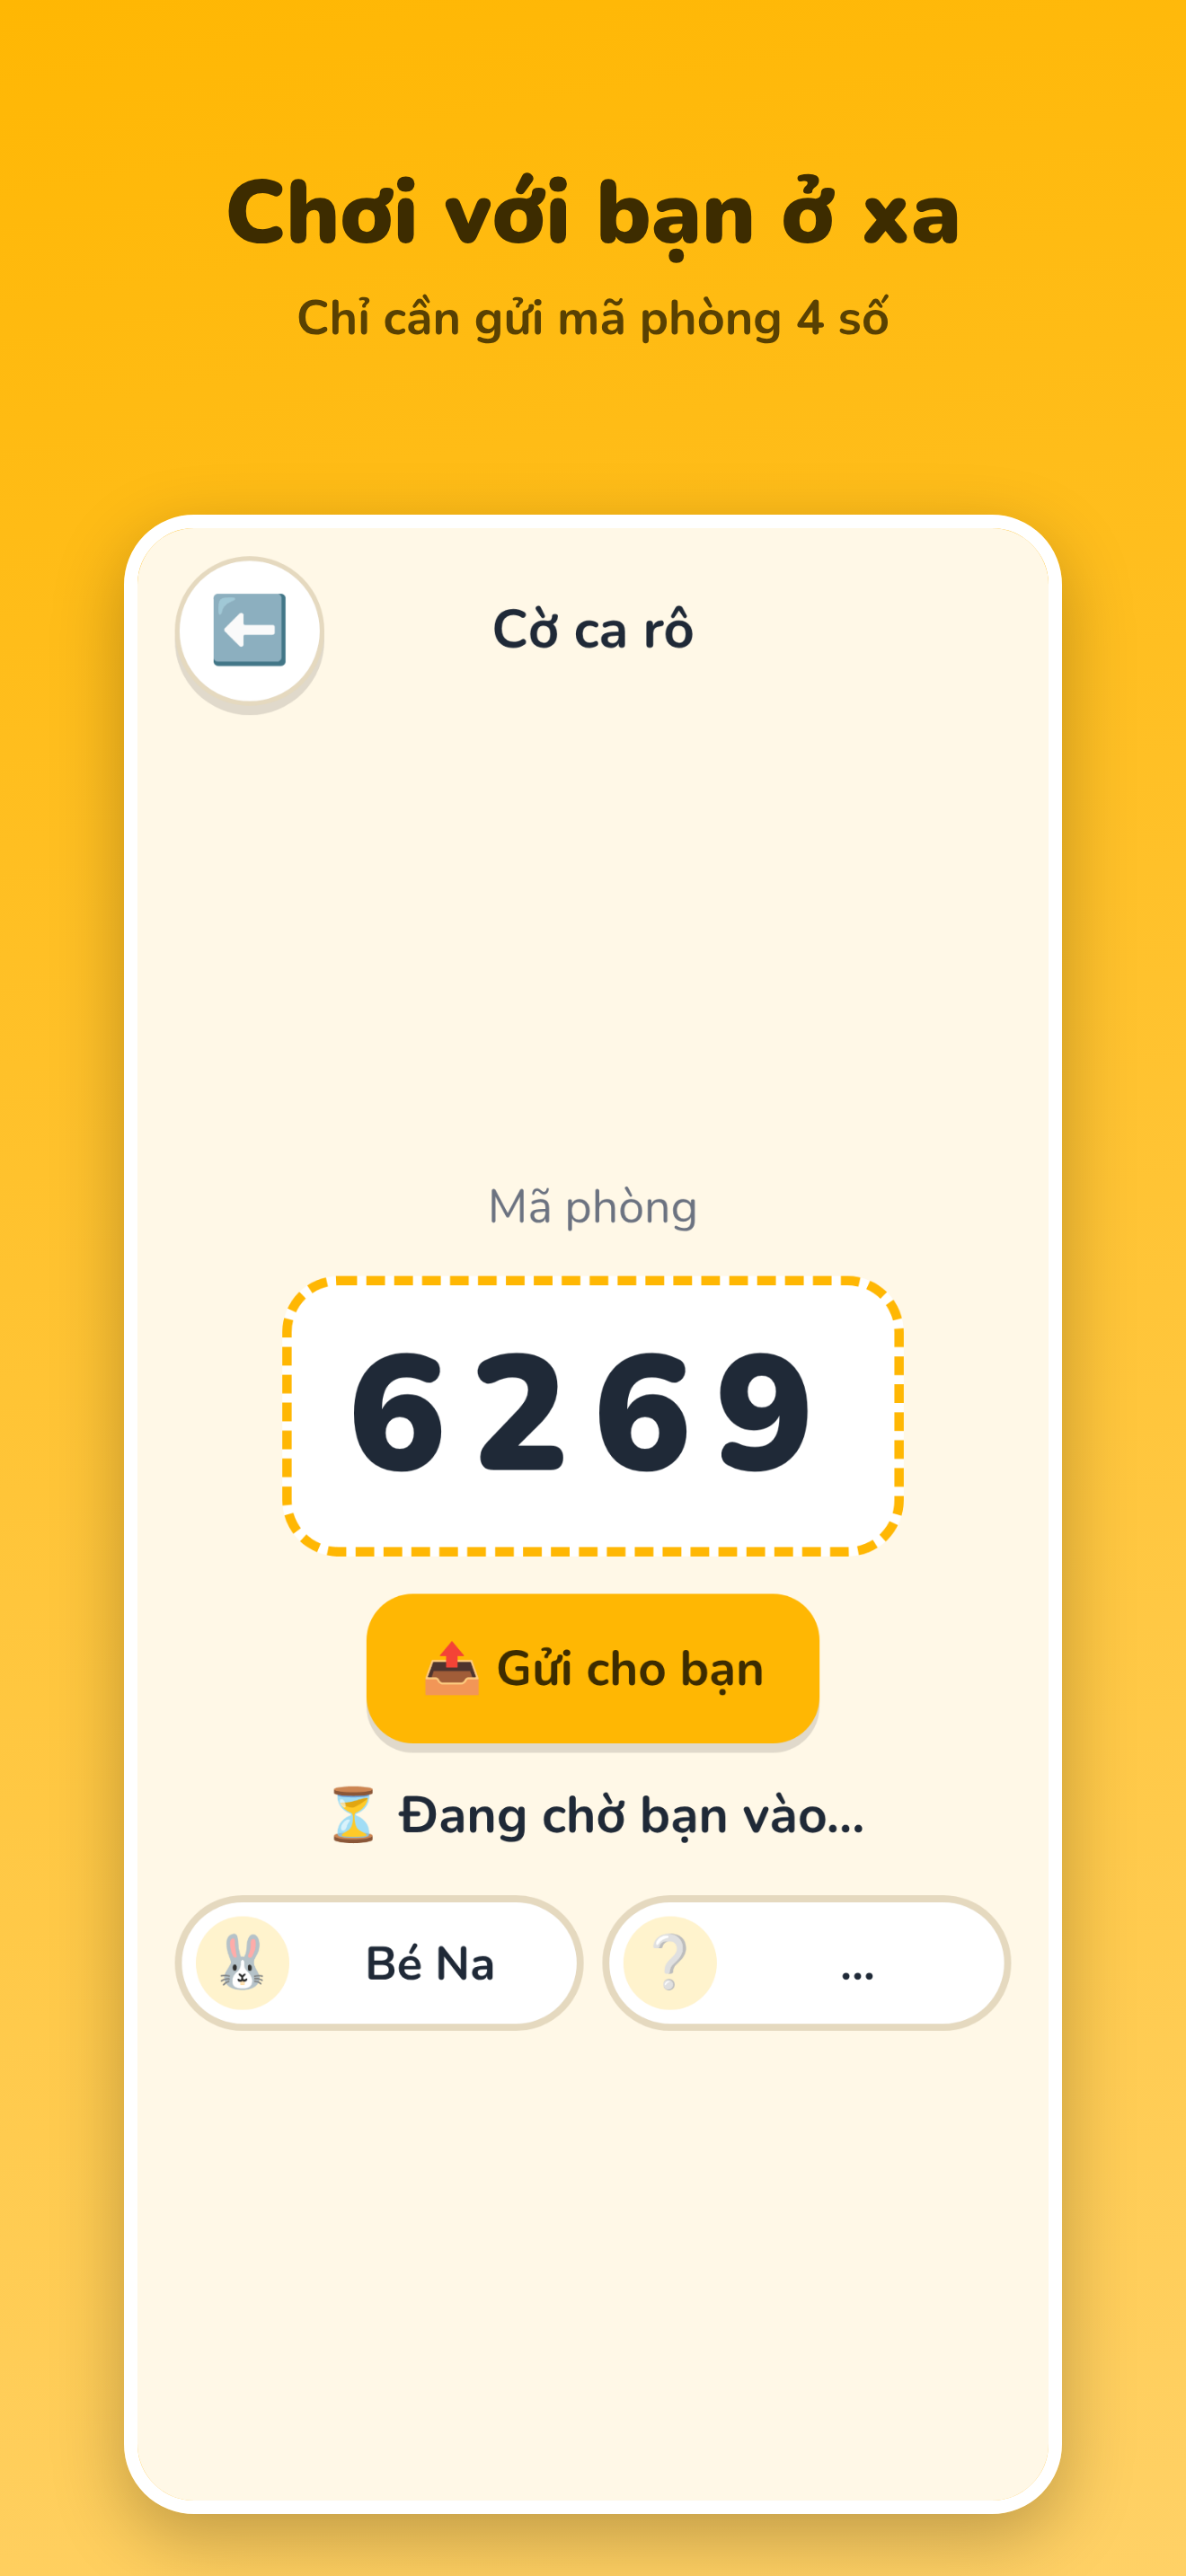 Chơi với bạn ở xa
Chỉ cần gửi mã phòng 4 số
Cờ ca rô
Mã phòng
6269
Gửi cho bạn
Đang chờ bạn vào...
Bé Na
...